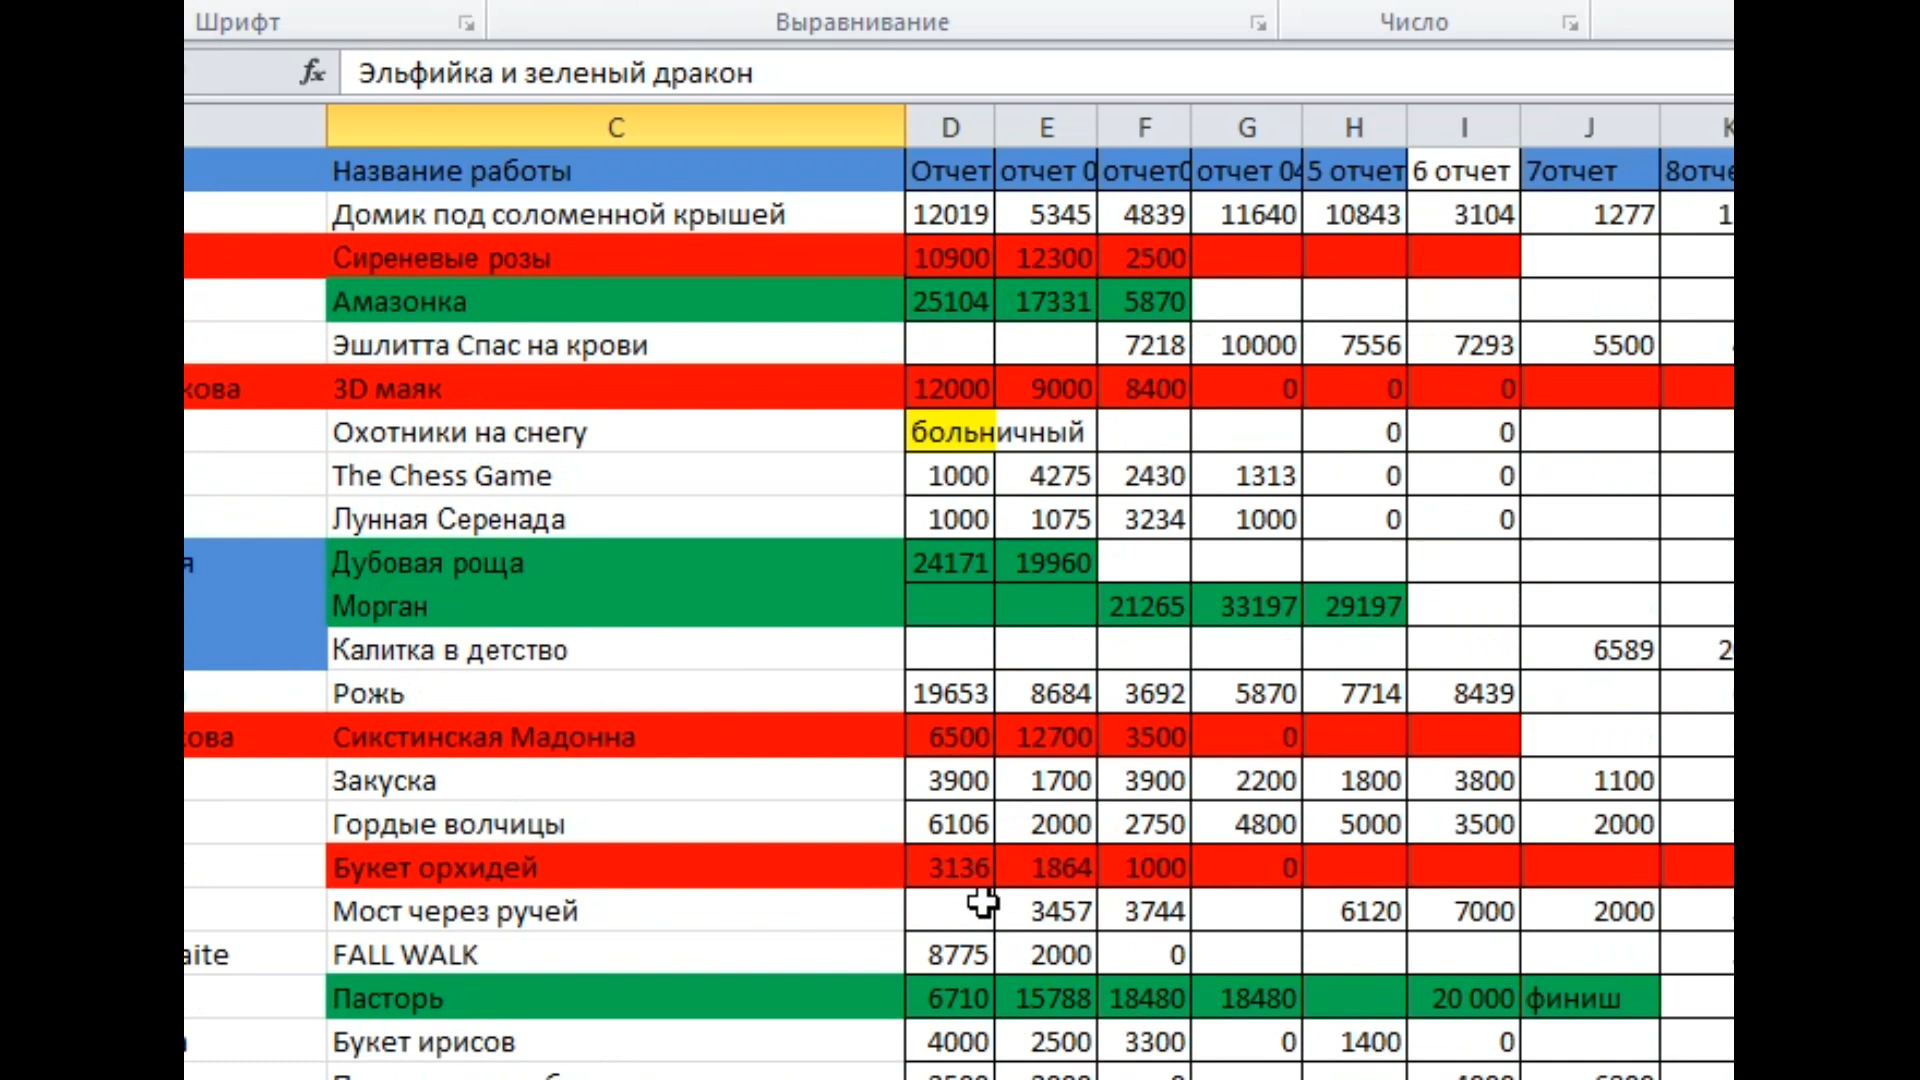 Шрифт Выравнивание Число
fx Эльфийка и зеленый дракон
C D E F G H I J K
Название работы Отчет отчет 0 отчет0 отчет 04 5 отчет 6 отчет 7отчет 8отче
Домик под соломенной крышей 12019 5345 4839 11640 10843 3104 1277 1
Сиреневые розы 10900 12300 2500
Амазонка 25104 17331 5870
Эшлитта Спас на крови 7218 10000 7556 7293 5500
кова 3D маяк 12000 9000 8400 0 0 0
Охотники на снегу больничный 0 0
The Chess Game 1000 4275 2430 1313 0 0
Лунная Серенада 1000 1075 3234 1000 0 0
я Дубовая роща 24171 19960
Морган 21265 33197 29197
Калитка в детство 6589 2
Рожь 19653 8684 3692 5870 7714 8439
ова Сикстинская Мадонна 6500 12700 3500 0
Закуска 3900 1700 3900 2200 1800 3800 1100
Гордые волчицы 6106 2000 2750 4800 5000 3500 2000
Букет орхидей 3136 1864 1000 0
Мост через ручей 3457 3744 6120 7000 2000
aite FALL WALK 8775 2000 0
Пасторь 6710 15788 18480 18480 20 000 финиш
Букет ирисов 4000 2500 3300 0 1400 0